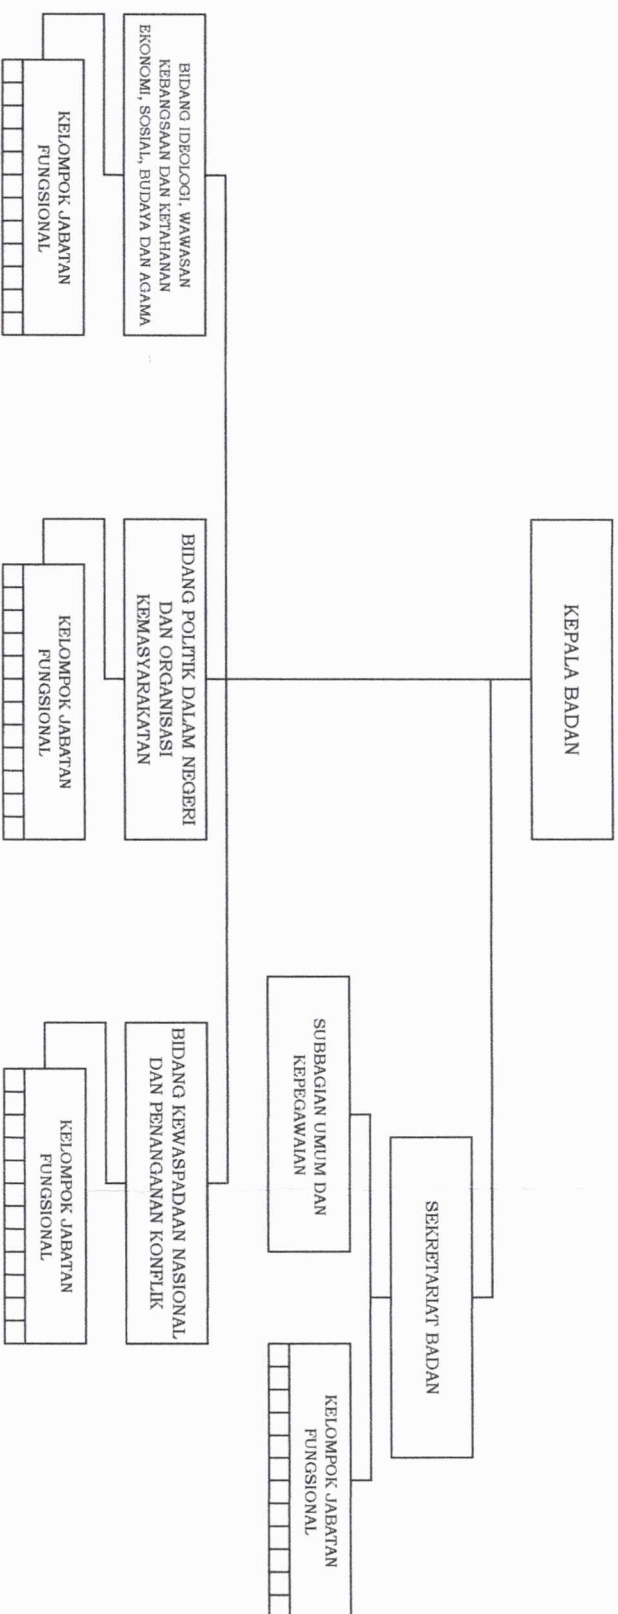 KEPALA BADAN
SEKRETARIAT BADAN
SUBBAGIAN UMUM DAN
KEPEGAWAIAN
KELOMPOK JABATAN
FUNGSIONAL
BIDANG IDEOLOGI, WAWASAN
KEBANGSAAN DAN KETAHANAN
EKONOMI, SOSIAL, BUDAYA DAN AGAMA
BIDANG POLITIK DALAM NEGERI
DAN ORGANISASI
KEMASYARAKATAN
BIDANG KEWASPADAAN NASIONAL
DAN PENANGANAN KONFLIK
KELOMPOK JABATAN
FUNGSIONAL
KELOMPOK JABATAN
FUNGSIONAL
KELOMPOK JABATAN
FUNGSIONAL